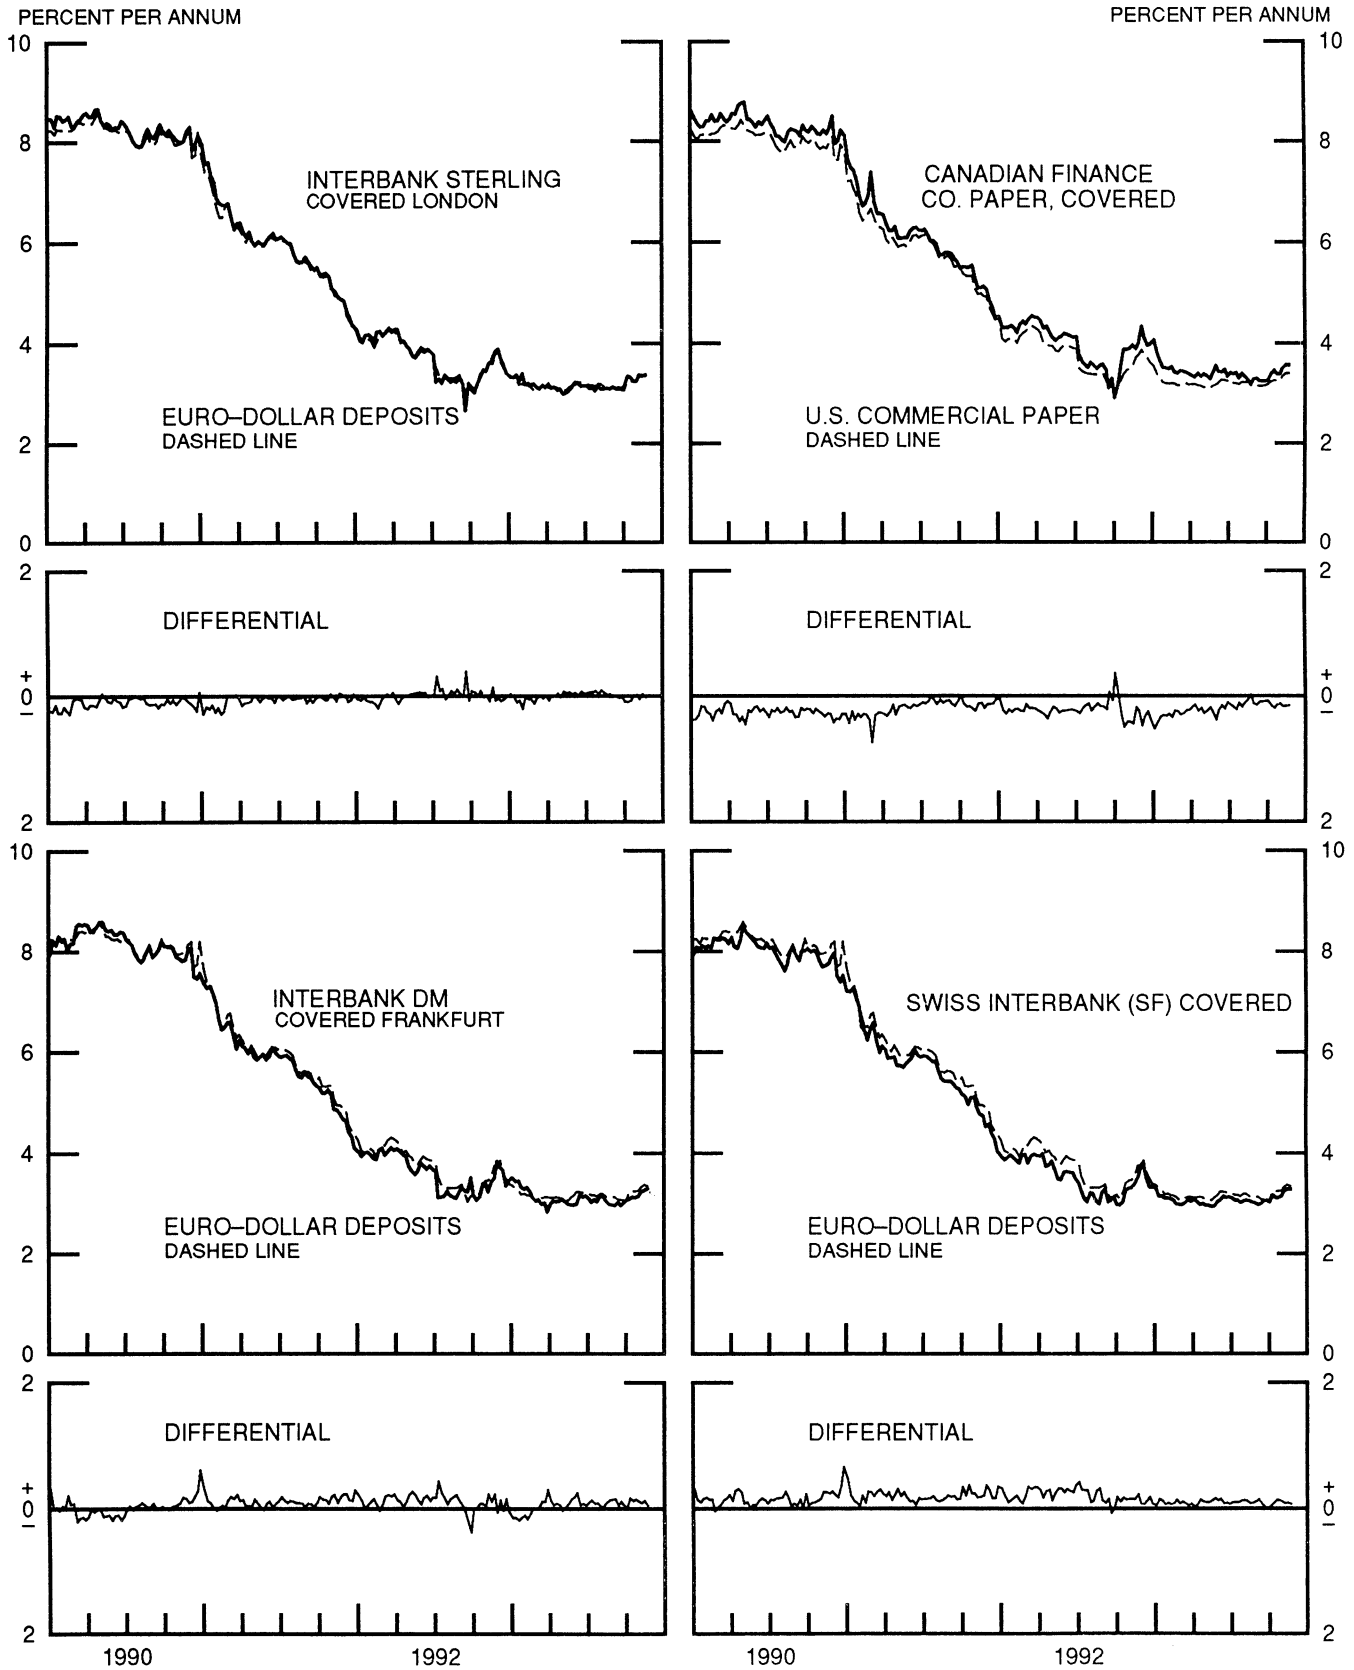 PERCENT PER ANNUM
PERCENT PER ANNUM
10
8
6
4
2
0
INTERBANK STERLING
COVERED LONDON
EURO–DOLLAR DEPOSITS
DASHED LINE
10
8
6
4
2
0
CANADIAN FINANCE
CO. PAPER, COVERED
U.S. COMMERCIAL PAPER
DASHED LINE
2
+
0
–
2
DIFFERENTIAL
2
+
0
–
2
DIFFERENTIAL
10
8
6
4
2
0
INTERBANK DM
COVERED FRANKFURT
EURO–DOLLAR DEPOSITS
DASHED LINE
10
8
6
4
2
0
SWISS INTERBANK (SF) COVERED
EURO–DOLLAR DEPOSITS
DASHED LINE
2
+
0
–
2
DIFFERENTIAL
1990
1992
2
+
0
–
2
DIFFERENTIAL
1990
1992